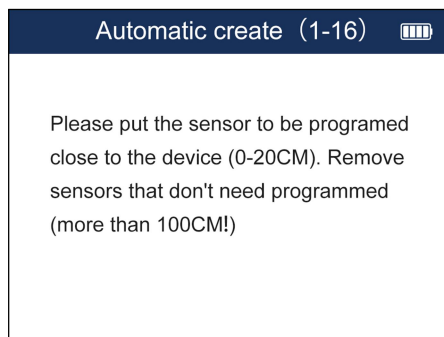 Automatic create（1-16）
Please put the sensor to be programed
close to the device (0-20CM). Remove
sensors that don't need programmed
(more than 100CM!)